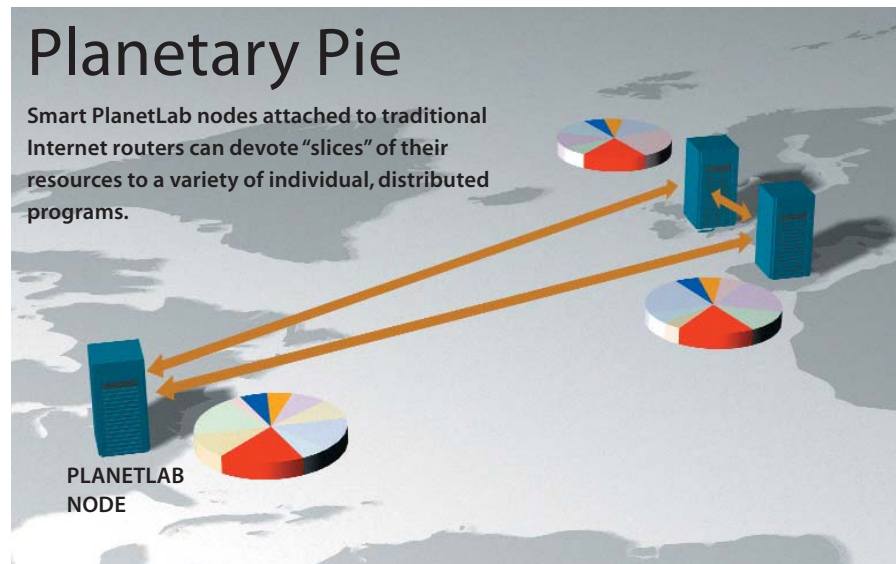 Planetary Pie
Smart PlanetLab nodes attached to traditional
Internet routers can devote “slices” of their
resources to a variety of individual, distributed
programs.
PLANETLAB
NODE